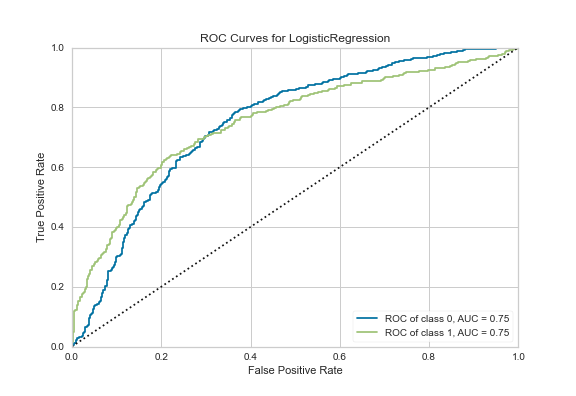 ROC Curves for LogisticRegression
1.0
0.8
0.6
0.4
0.2
0.0
True Positive Rate
0.0 0.2 0.4 0.6 0.8 1.0
False Positive Rate
ROC of class 0, AUC = 0.75
ROC of class 1, AUC = 0.75